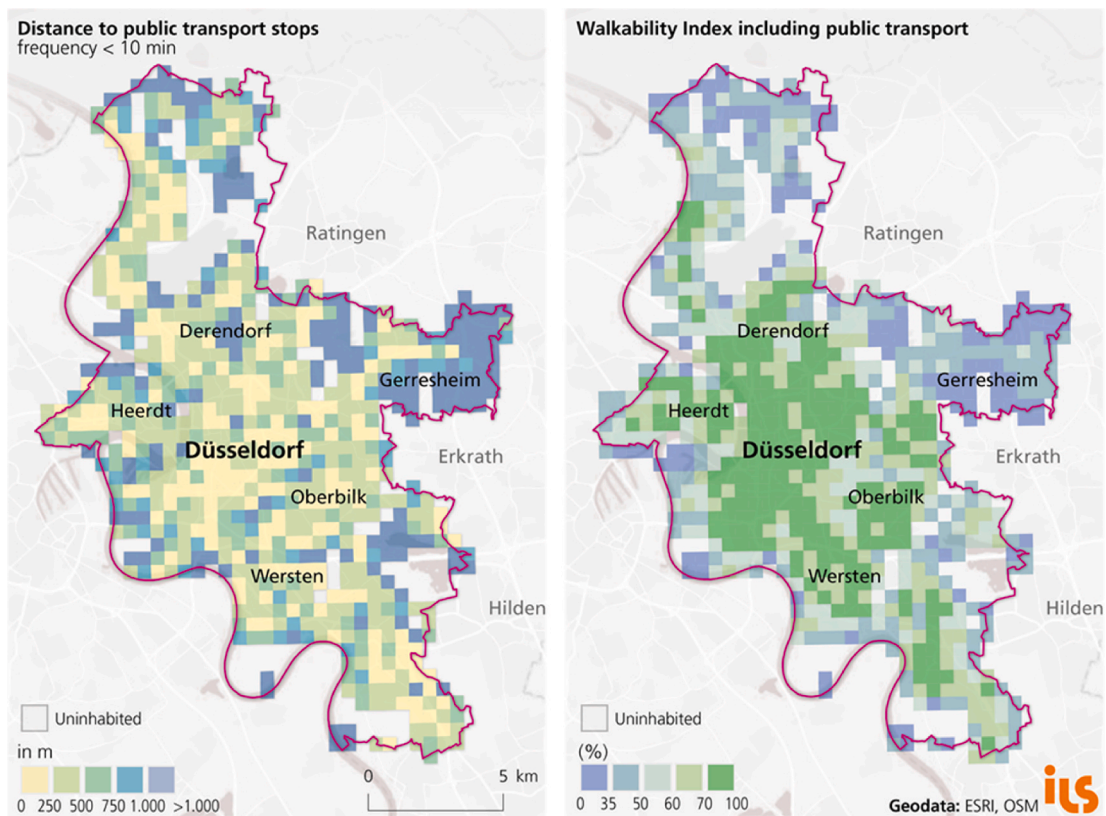 Distance to public transport stops
frequency < 10 min
Ratingen
Derendorf
Gerresheim
Heerdt
Düsseldorf
Erkrath
Oberbilk
Wersten
Hilden
Uninhabited
in m
0 250 500 750 1.000 >1.000
0 5 km
Walkability Index including public transport
Ratingen
Derendorf
Gerresheim
Heerdt
Düsseldorf
Erkrath
Oberbilk
Wersten
Hilden
Uninhabited
(%)
0 35 50 60 70 100
Geodata: ESRI, OSM
ils